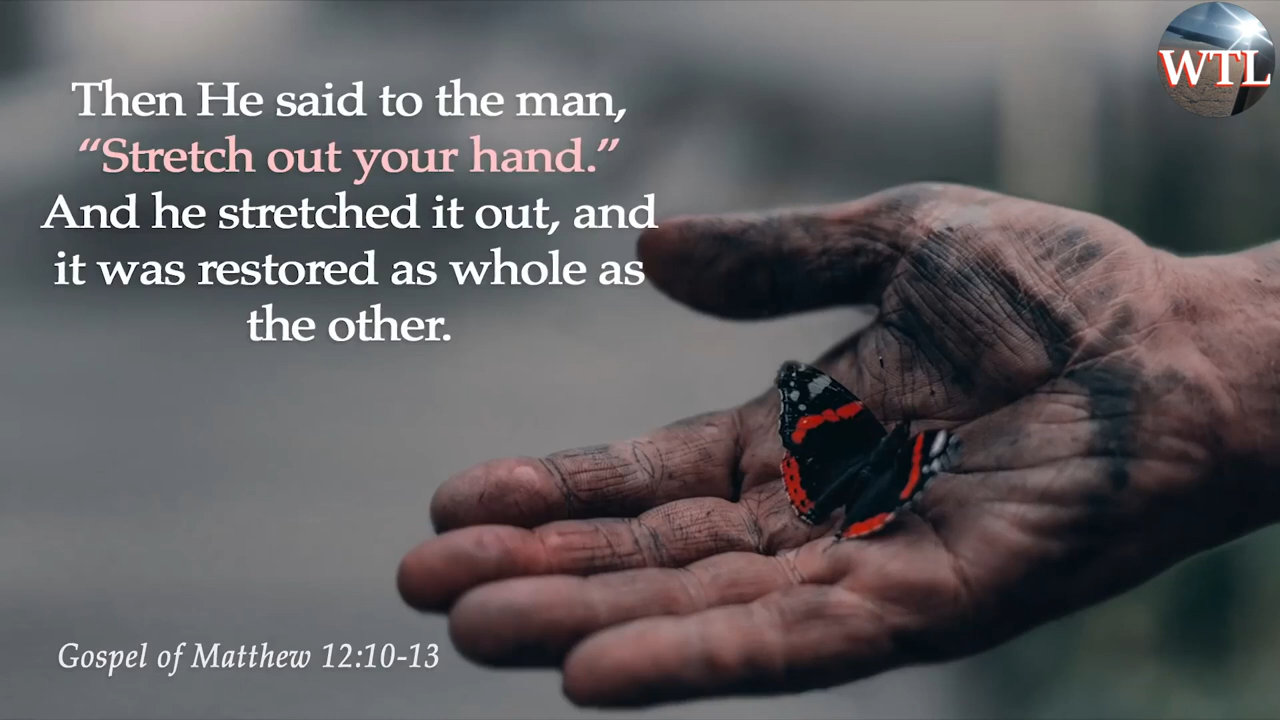 WTL
Then He said to the man,
“Stretch out your hand.”
And he stretched it out, and
it was restored as whole as
the other.
Gospel of Matthew 12:10-13